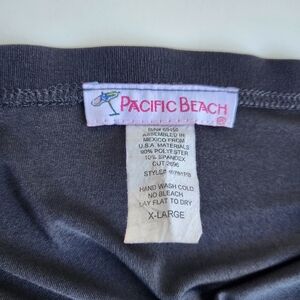 PACIFIC BEACH
®
ASSEMBLED IN
MEXICO FROM
U.S.A. MATERIALS
90% POLYESTER
10% SPANDEX
HAND WASH COLD
NO BLEACH
LAY FLAT TO DRY
X-LARGE